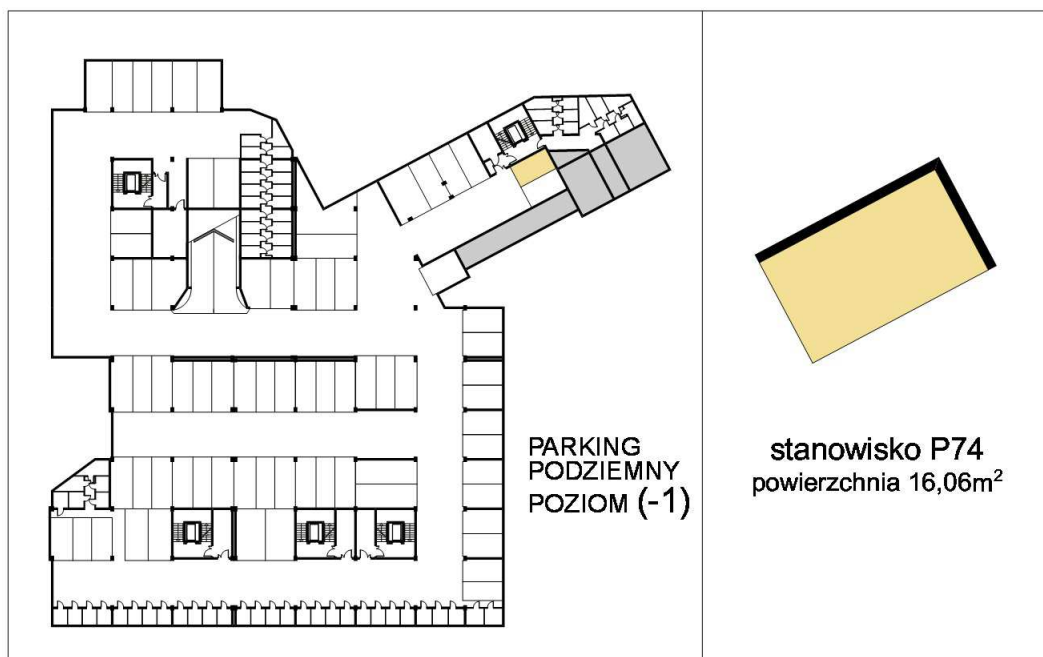 PARKING
PODZIEMNY
POZIOM (-1)
stanowisko P74
powierzchnia 16,06m²